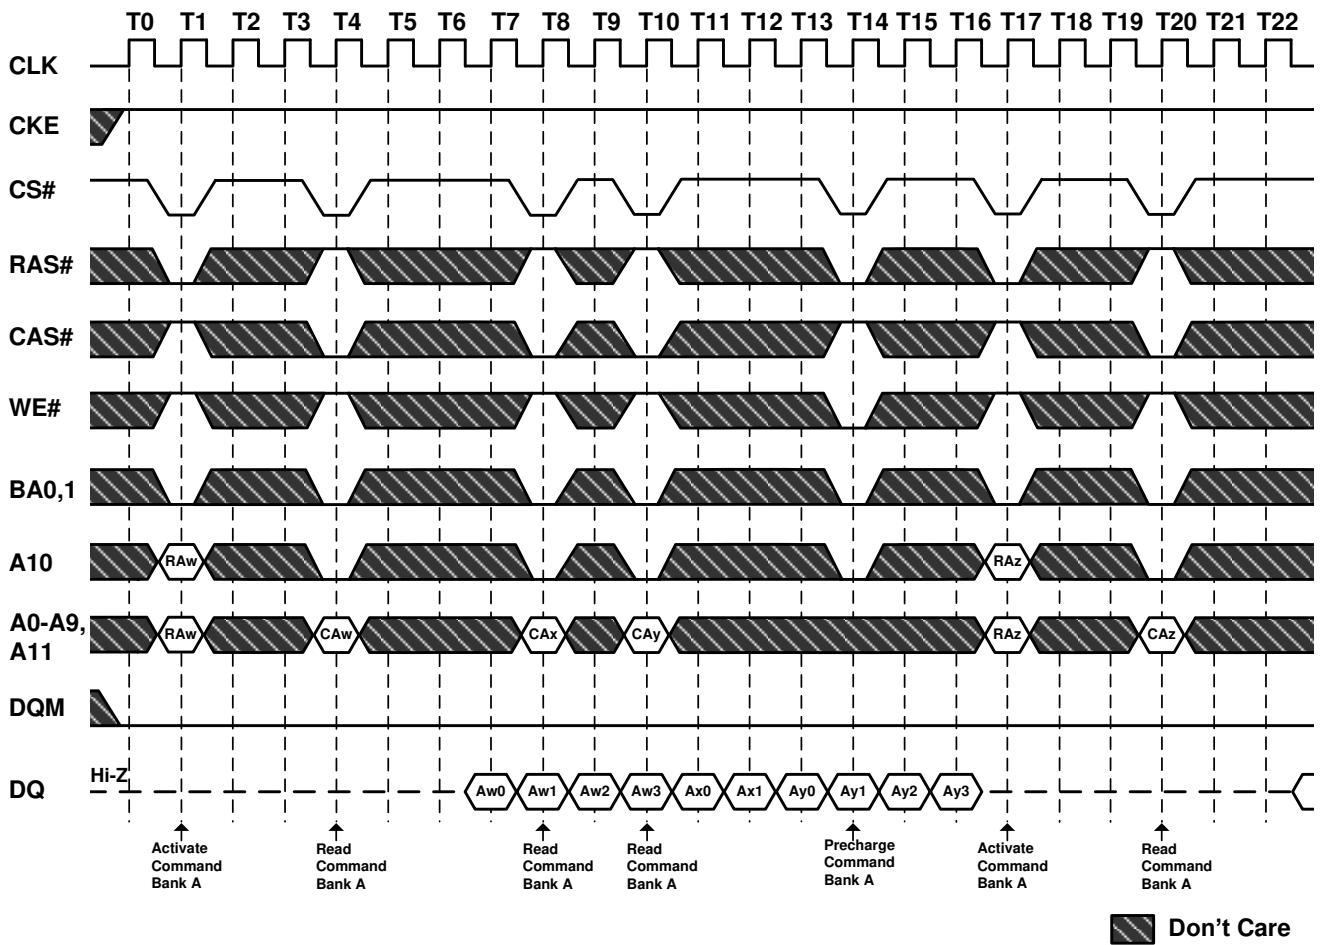 T0 T1 T2 T3 T4 T5 T6 T7 T8 T9 T10 T11 T12 T13 T14 T15 T16 T17 T18 T19 T20 T21 T22
CLK
CKE
CS#
RAS#
CAS#
WE#
BA0,1
A10 RAw RAz
A0-A9,
A11 RAw CAw CAx CAy RAz CAz
DQM
Hi-Z
DQ Aw0 Aw1 Aw2 Aw3 Ax0 Ax1 Ay0 Ay1 Ay2 Ay3
Activate
Command
Bank A
Read
Command
Bank A
Read
Command
Bank A
Read
Command
Bank A
Precharge
Command
Bank A
Activate
Command
Bank A
Read
Command
Bank A
Don't Care